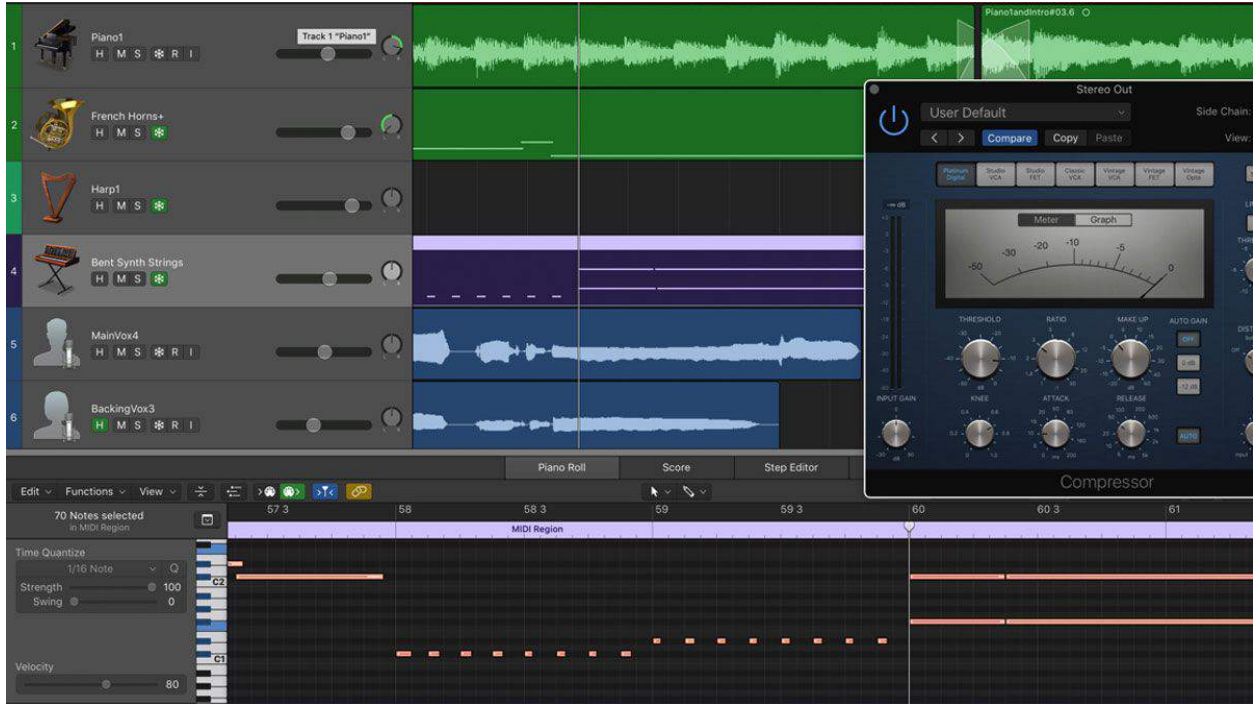 1
Piano1
H M S R I
Track 1 "Piano1"
Piano1andIntro#03.6
2
French Horns+
H M S
3
Harp1
H M S
4
Bent Synth Strings
H M S
5
MainVox4
H M S R I
6
BackingVox3
H M S R I
Stereo Out
User Default
Side Chain:
Compare Copy Paste
View:
Platinum Digital
Studio VCA
Studio FET
Classic VCA
Vintage VCA
Vintage FET
Vintage Opto
Meter Graph
-50 -30 -20 -10 -5 0
THRESHOLD RATIO MAKE UP AUTO GAIN
OFF
0 dB
-12 dB
INPUT GAIN KNEE ATTACK RELEASE
AUTO
Compressor
Piano Roll Score Step Editor
Edit Functions View
70 Notes selected
in MIDI Region
57 3 58 58 3 59 59 3 60 60 3 61
MIDI Region
Time Quantize
1/16 Note Q
Strength 100
Swing 0
C2
C1
Velocity
80